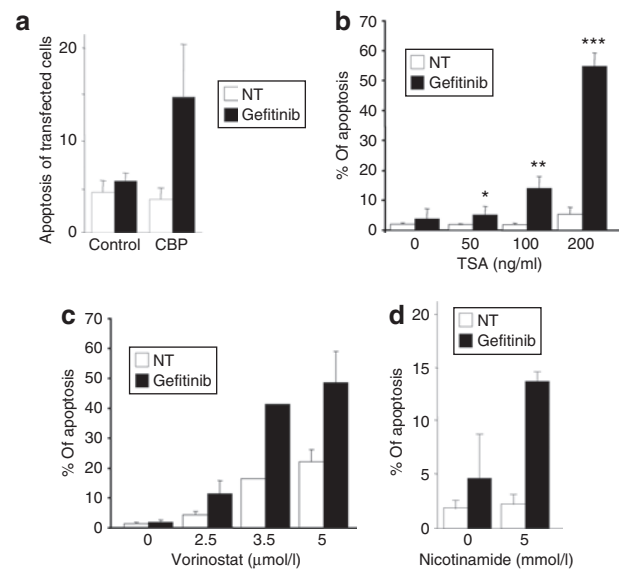 a
20
10
0
Apoptosis of transfected cells
Control CBP
NT
Gefitinib
b
70
60
50
40
30
20
10
0
% Of apoptosis
NT
Gefitinib
*
**
***
0 50 100 200
TSA (ng/ml)
c
70
60
50
40
30
20
10
0
% Of apoptosis
NT
Gefitinib
0 2.5 3.5 5
Vorinostat (μmol/l)
d
20
15
10
5
0
% Of apoptosis
NT
Gefitinib
0 5
Nicotinamide (mmol/l)